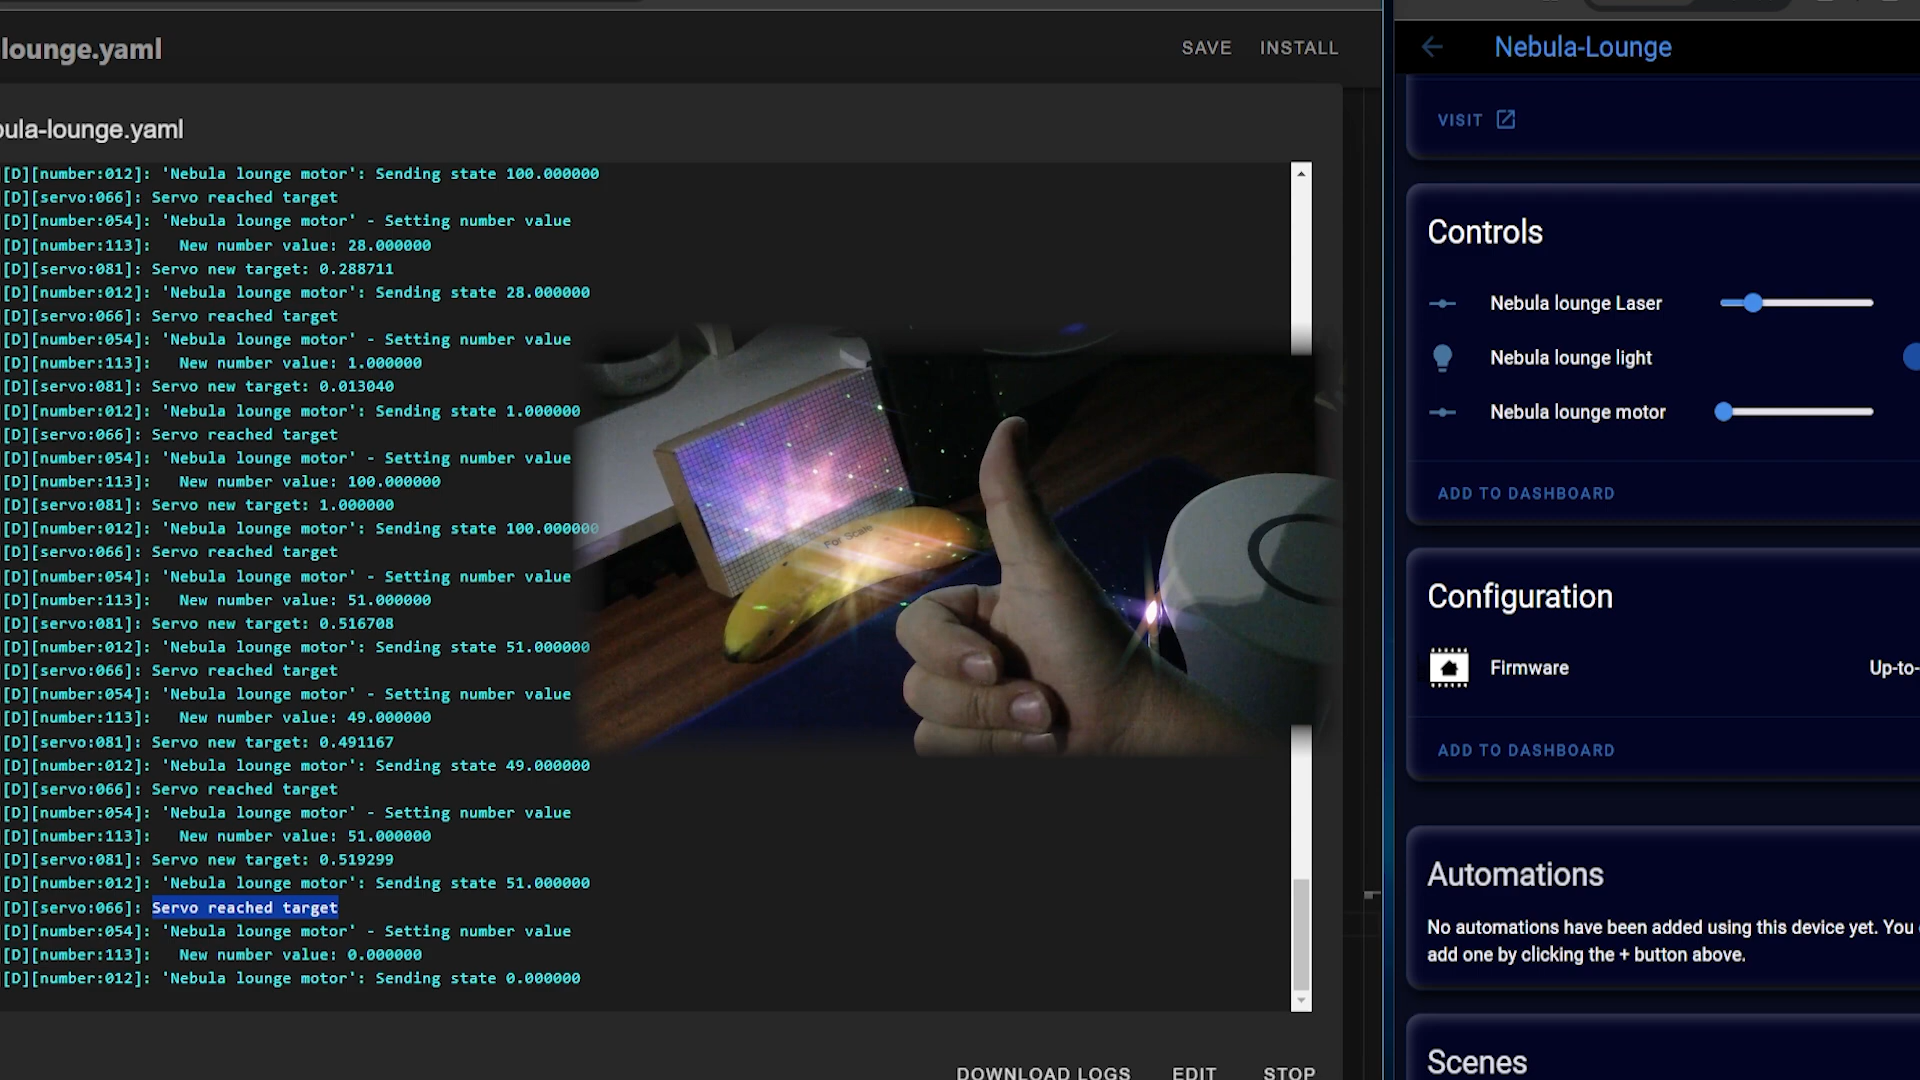 lounge.yaml
SAVE
INSTALL
bula-lounge.yaml
[D][number:012]: 'Nebula lounge motor': Sending state 100.000000
[D][servo:066]: Servo reached target
[D][number:054]: 'Nebula lounge motor' - Setting number value
[D][number:113]: New number value: 28.000000
[D][servo:081]: Servo new target: 0.288711
[D][number:012]: 'Nebula lounge motor': Sending state 28.000000
[D][servo:066]: Servo reached target
[D][number:054]: 'Nebula lounge motor' - Setting number value
[D][number:113]: New number value: 1.000000
[D][servo:081]: Servo new target: 0.013040
[D][number:012]: 'Nebula lounge motor': Sending state 1.000000
[D][servo:066]: Servo reached target
[D][number:054]: 'Nebula lounge motor' - Setting number value
[D][number:113]: New number value: 100.000000
[D][servo:081]: Servo new target: 1.000000
[D][number:012]: 'Nebula lounge motor': Sending state 100.000000
[D][servo:066]: Servo reached target
[D][number:054]: 'Nebula lounge motor' - Setting number value
[D][number:113]: New number value: 51.000000
[D][servo:081]: Servo new target: 0.516708
[D][number:012]: 'Nebula lounge motor': Sending state 51.000000
[D][servo:066]: Servo reached target
[D][number:054]: 'Nebula lounge motor' - Setting number value
[D][number:113]: New number value: 49.000000
[D][servo:081]: Servo new target: 0.491167
[D][number:012]: 'Nebula lounge motor': Sending state 49.000000
[D][servo:066]: Servo reached target
[D][number:054]: 'Nebula lounge motor' - Setting number value
[D][number:113]: New number value: 51.000000
[D][servo:081]: Servo new target: 0.519299
[D][number:012]: 'Nebula lounge motor': Sending state 51.000000
[D][servo:066]: Servo reached target
[D][number:054]: 'Nebula lounge motor' - Setting number value
[D][number:113]: New number value: 0.000000
[D][number:012]: 'Nebula lounge motor': Sending state 0.000000
DOWNLOAD LOGS
EDIT
STOP
For Scale
Nebula-Lounge
VISIT
Controls
Nebula lounge Laser
Nebula lounge light
Nebula lounge motor
ADD TO DASHBOARD
Configuration
Firmware
Up-to-
ADD TO DASHBOARD
Automations
No automations have been added using this device yet. You
add one by clicking the + button above.
Scenes